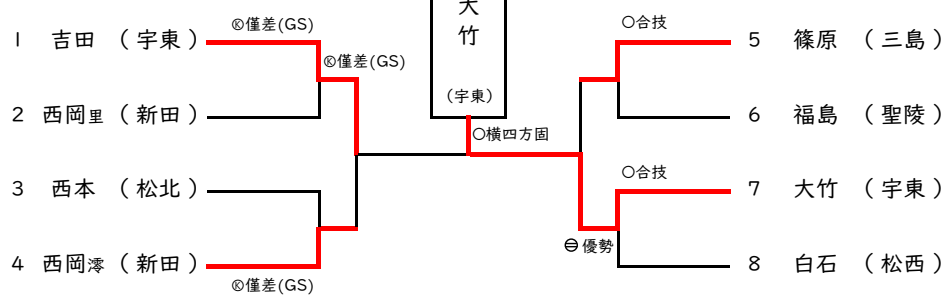 大竹
(宇東)
1 吉田 (宇東)
Ⓚ僅差(GS)
2 西岡里 (新田)
Ⓚ僅差(GS)
3 西本 (松北)
4 西岡澪 (新田)
Ⓚ僅差(GS)
○横四方固
○合技
5 篠原 (三島)
6 福島 (聖陵)
○合技
7 大竹 (宇東)
㊀優勢
8 白石 (松西)